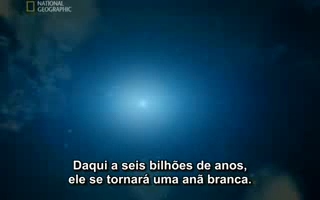 NATIONAL
GEOGRAPHIC
Daqui a seis bilhões de anos,
ele se tornará uma anã branca.